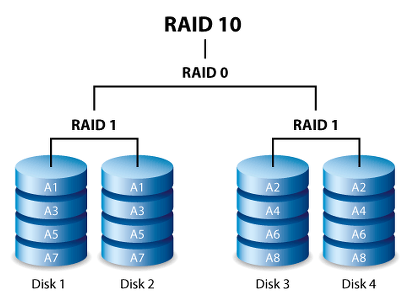 RAID 10
RAID 0
RAID 1 RAID 1
A1 A1 A2 A2
A3 A3 A4 A4
A5 A5 A6 A6
A7 A7 A8 A8
Disk 1 Disk 2 Disk 3 Disk 4